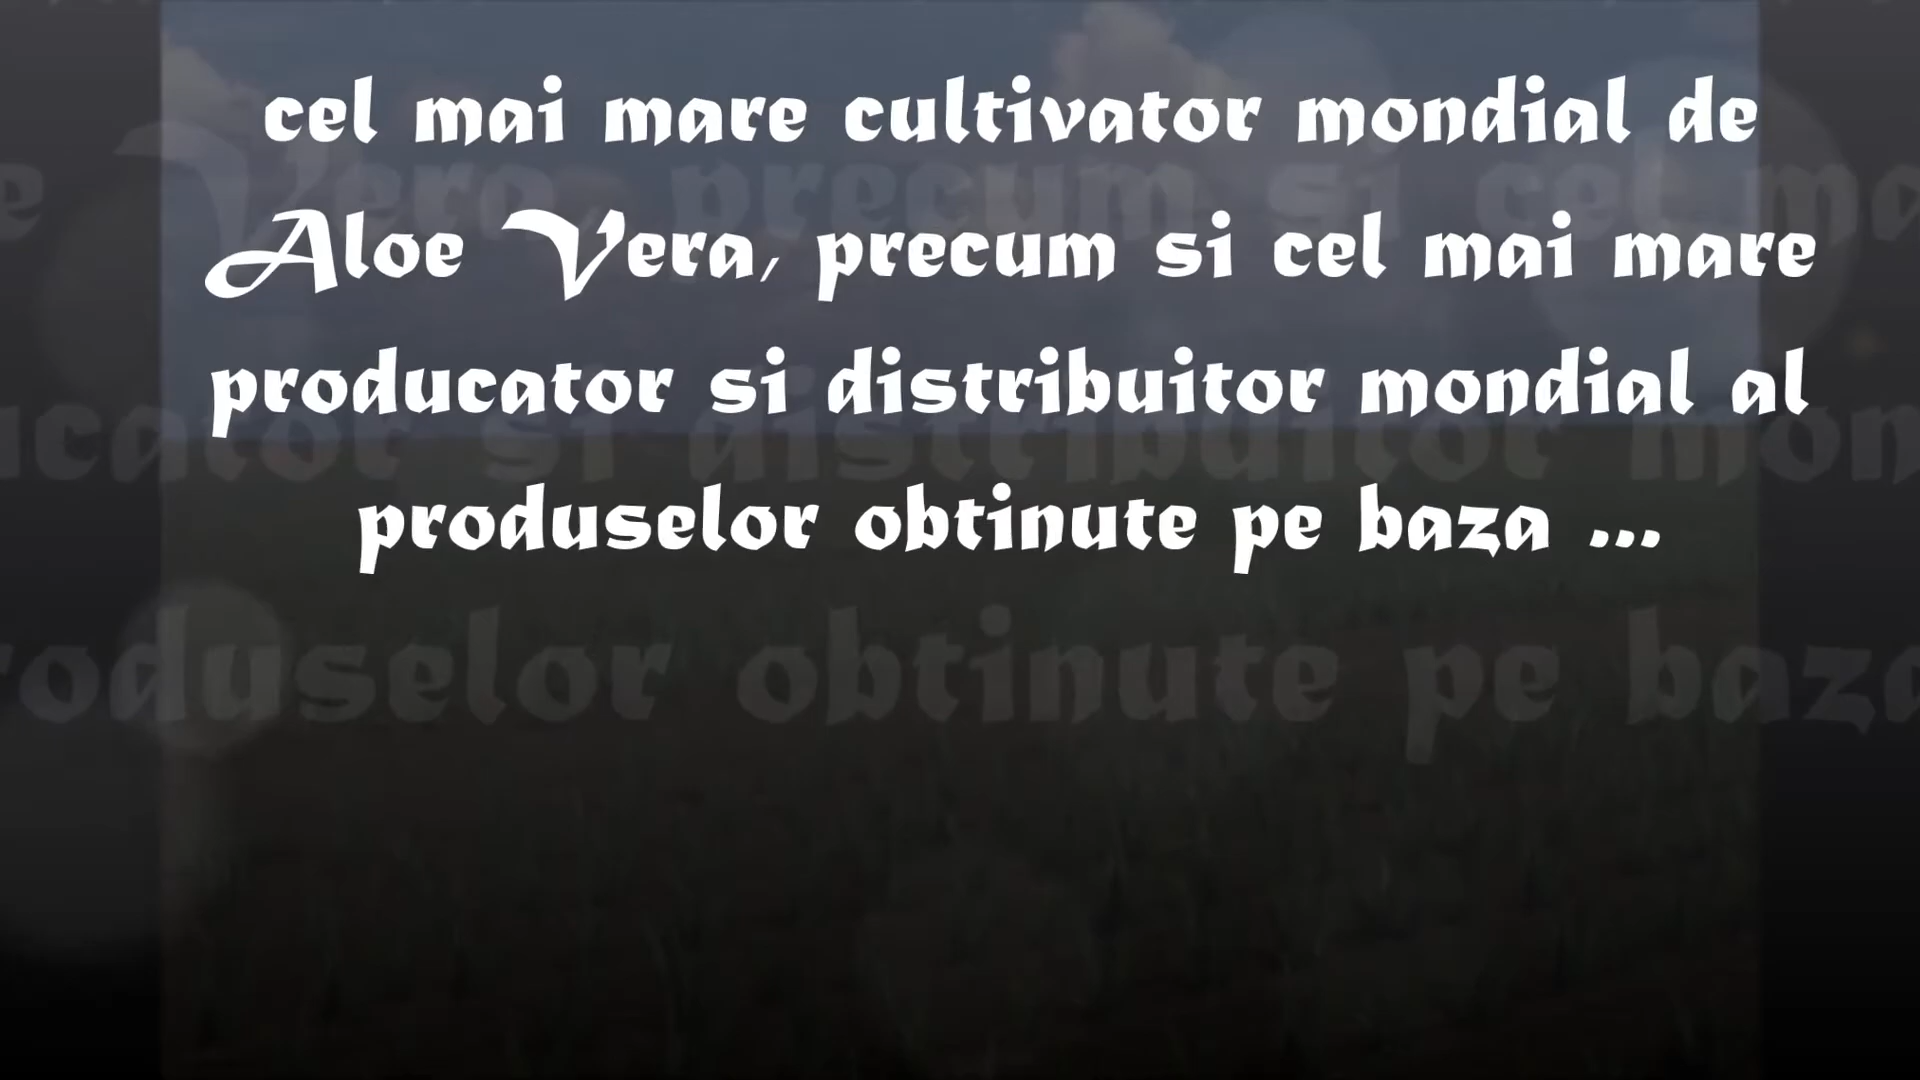 cel mai mare cultivator mondial de
Aloe Vera, precum si cel mai mare
producator si distribuitor mondial al
produselor obtinute pe baza ...